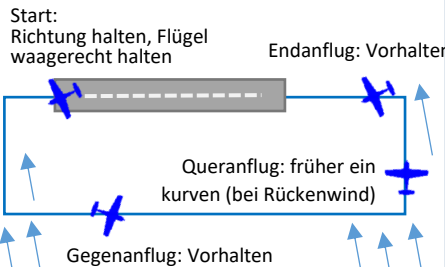 Start:
Richtung halten, Flügel
waagerecht halten
Endanflug: Vorhalten
Queranflug: früher ein
kurven (bei Rückenwind)
Gegenanflug: Vorhalten